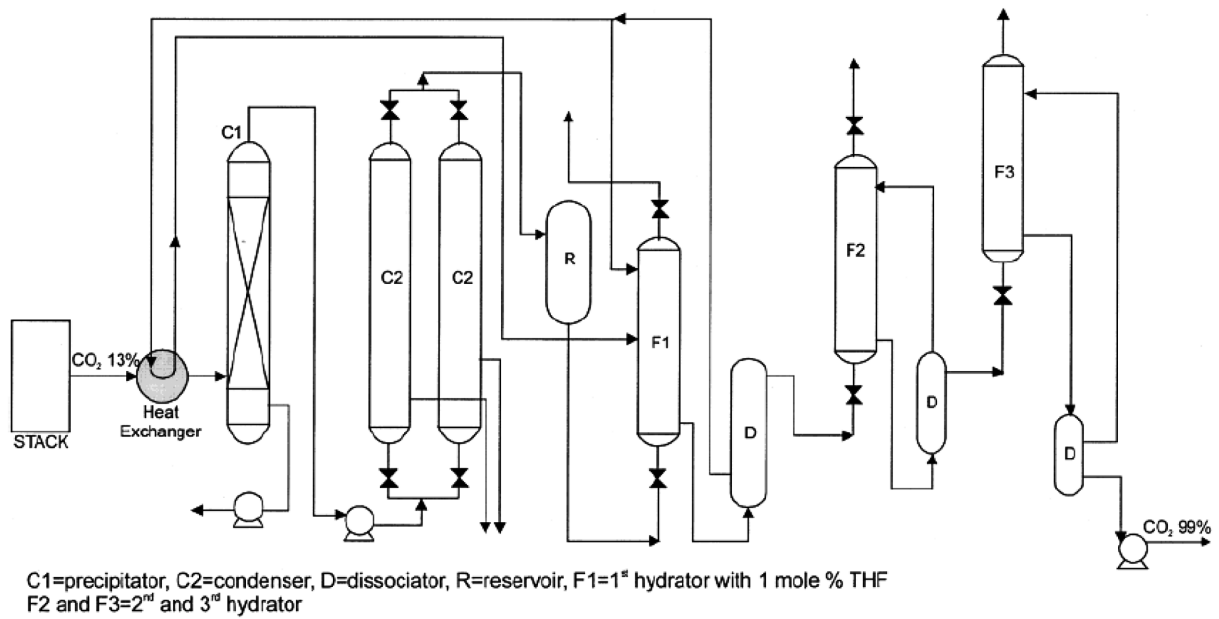 C1
C2
C2
R
F1
F2
F3
CO₂ 13%
STACK
Heat
Exchanger
D
D
D
CO₂ 99%
C1=precipitator, C2=condenser, D=dissociator, R=reservoir, F1=1ˢᵗ hydrator with 1 mole % THF
F2 and F3=2ⁿᵈ and 3ʳᵈ hydrator